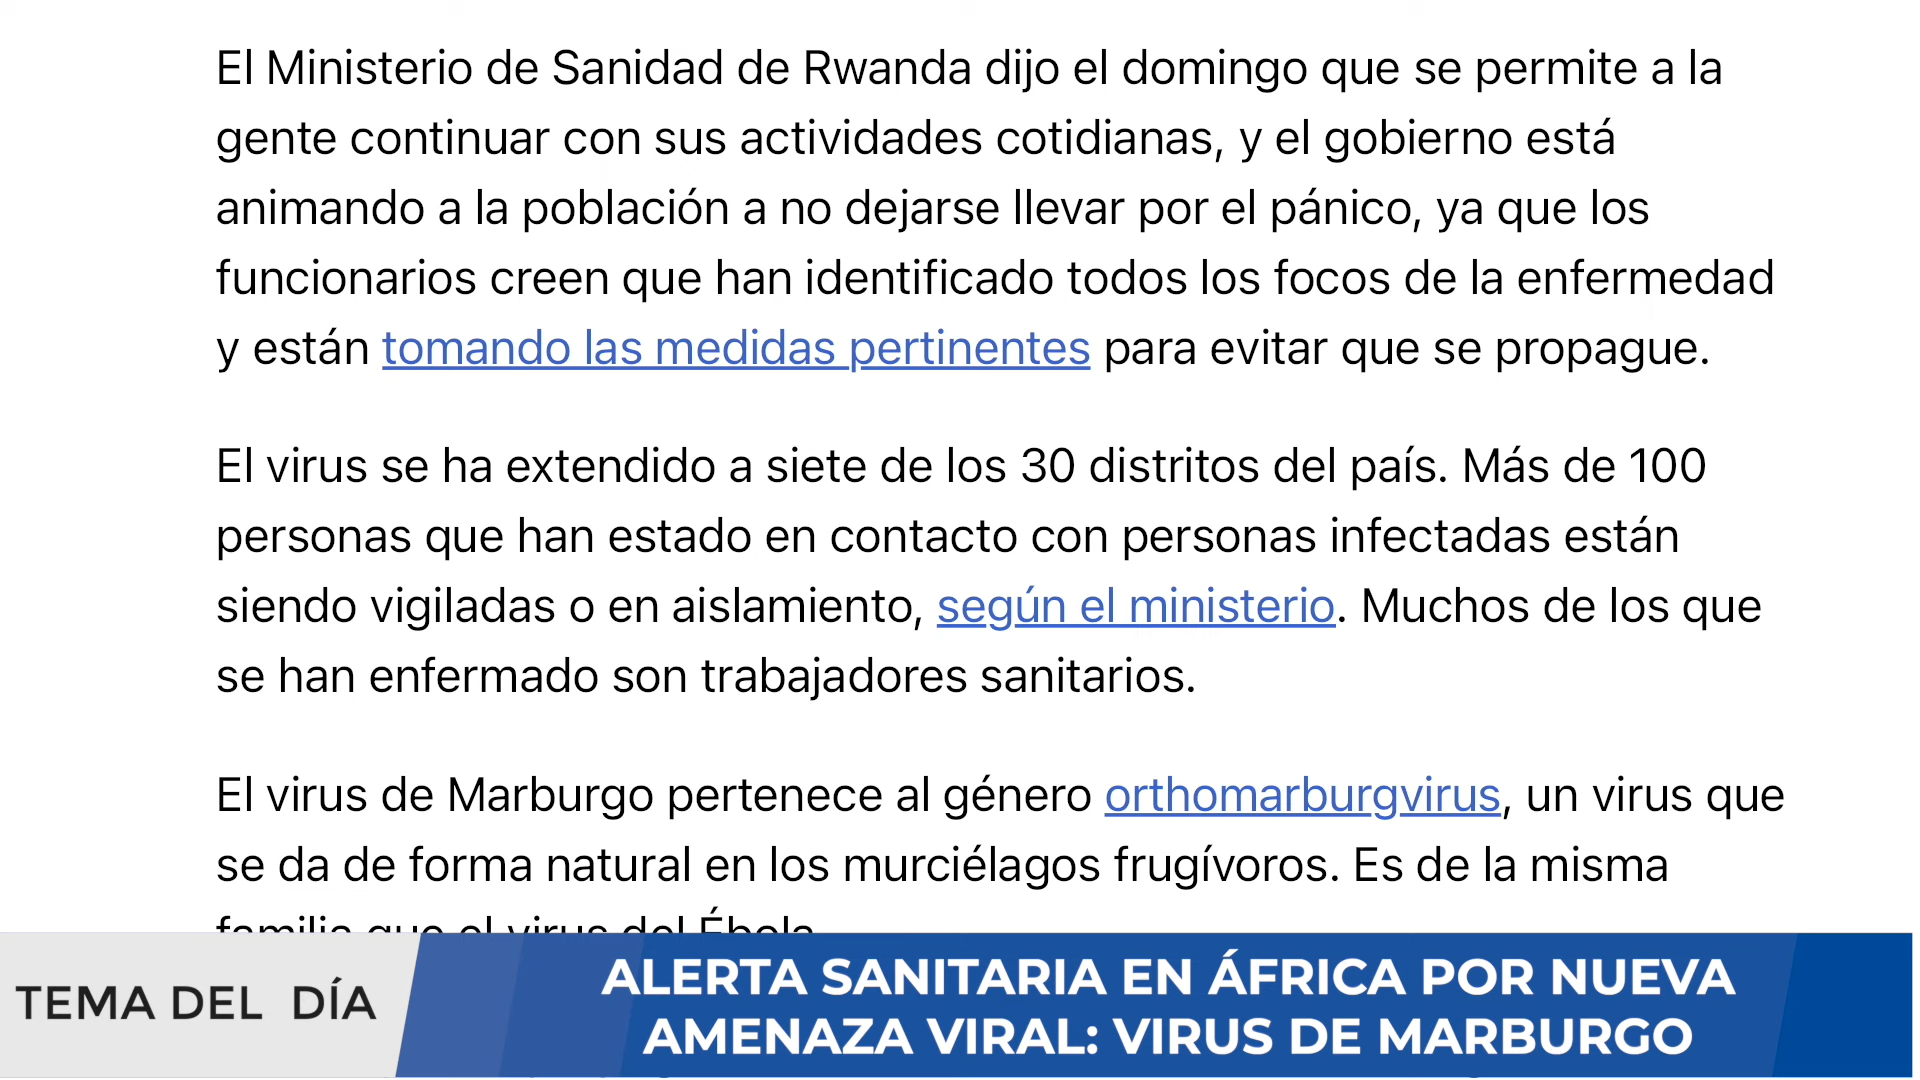 El Ministerio de Sanidad de Rwanda dijo el domingo que se permite a la
gente continuar con sus actividades cotidianas, y el gobierno está
animando a la población a no dejarse llevar por el pánico, ya que los
funcionarios creen que han identificado todos los focos de la enfermedad
y están tomando las medidas pertinentes para evitar que se propague.
El virus se ha extendido a siete de los 30 distritos del país. Más de 100
personas que han estado en contacto con personas infectadas están
siendo vigiladas o en aislamiento, según el ministerio. Muchos de los que
se han enfermado son trabajadores sanitarios.
El virus de Marburgo pertenece al género orthomarburgvirus, un virus que
se da de forma natural en los murciélagos frugívoros. Es de la misma
familia que el virus del Ébola
TEMA DEL DÍA
ALERTA SANITARIA EN ÁFRICA POR NUEVA
AMENAZA VIRAL: VIRUS DE MARBURGO